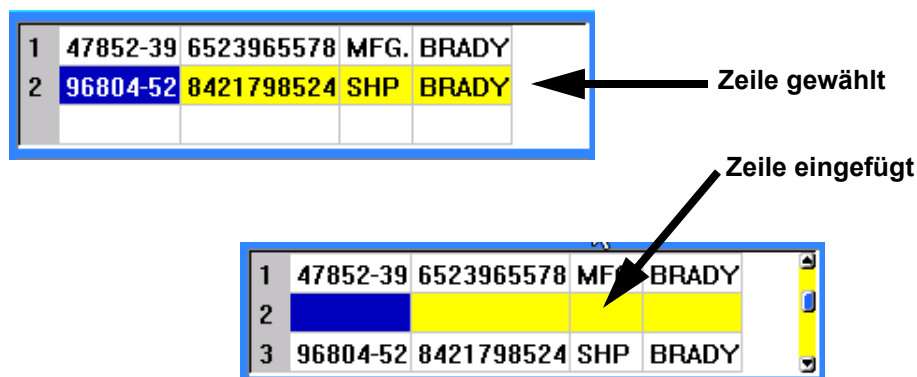 1 47852-39 6523965578 MFG. BRADY
2 96804-52 8421798524 SHP BRADY
Zeile gewählt
Zeile eingefügt
1 47852-39 6523965578 MF BRADY
2
3 96804-52 8421798524 SHP BRADY